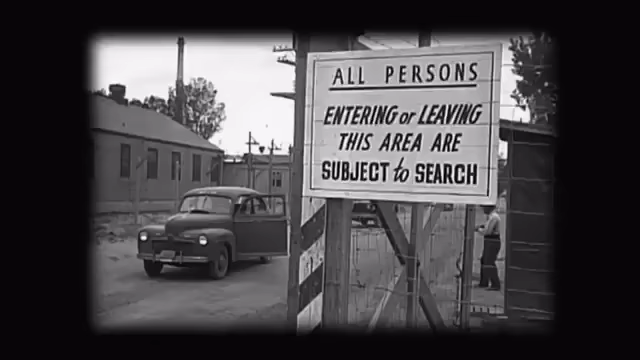 ALL PERSONS
ENTERING or LEAVING
THIS AREA ARE
SUBJECT to SEARCH